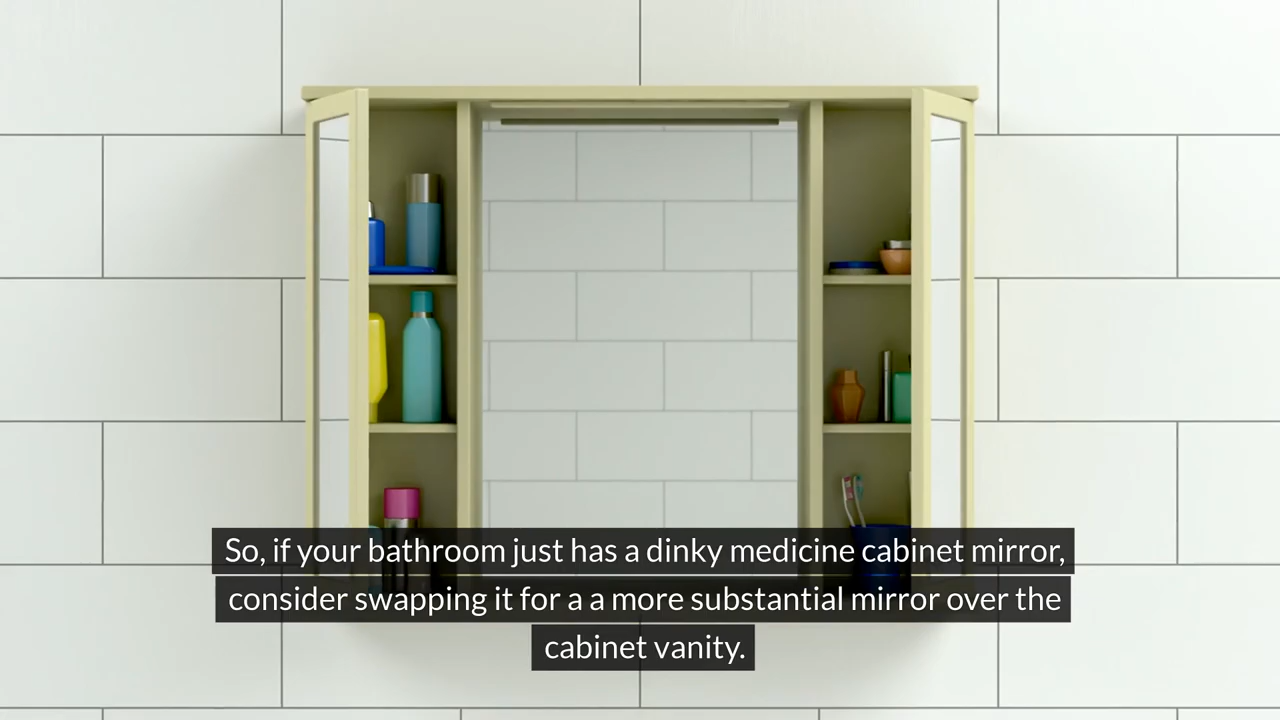 So, if your bathroom just has a dinky medicine cabinet mirror,
consider swapping it for a a more substantial mirror over the
cabinet vanity.